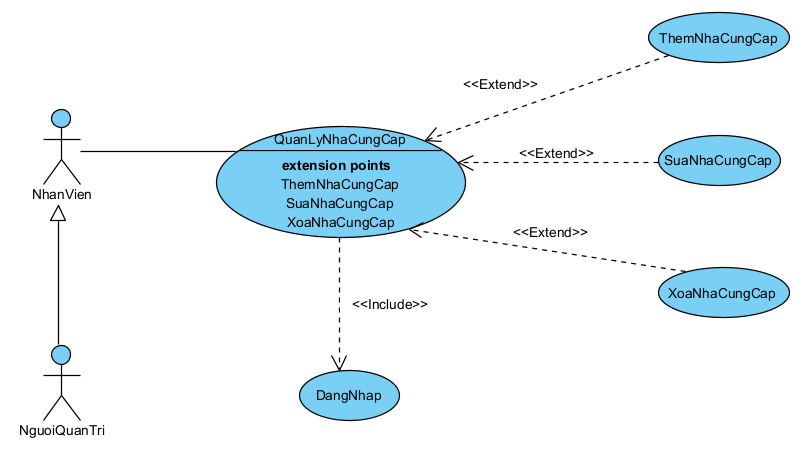 ThemNhaCungCap
<<Extend>>
QuanLyNhaCungCap
<<Extend>>
SuaNhaCungCap
extension points
ThemNhaCungCap
SuaNhaCungCap
XoaNhaCungCap
NhanVien
<<Extend>>
XoaNhaCungCap
<<Include>>
DangNhap
NguoiQuanTri